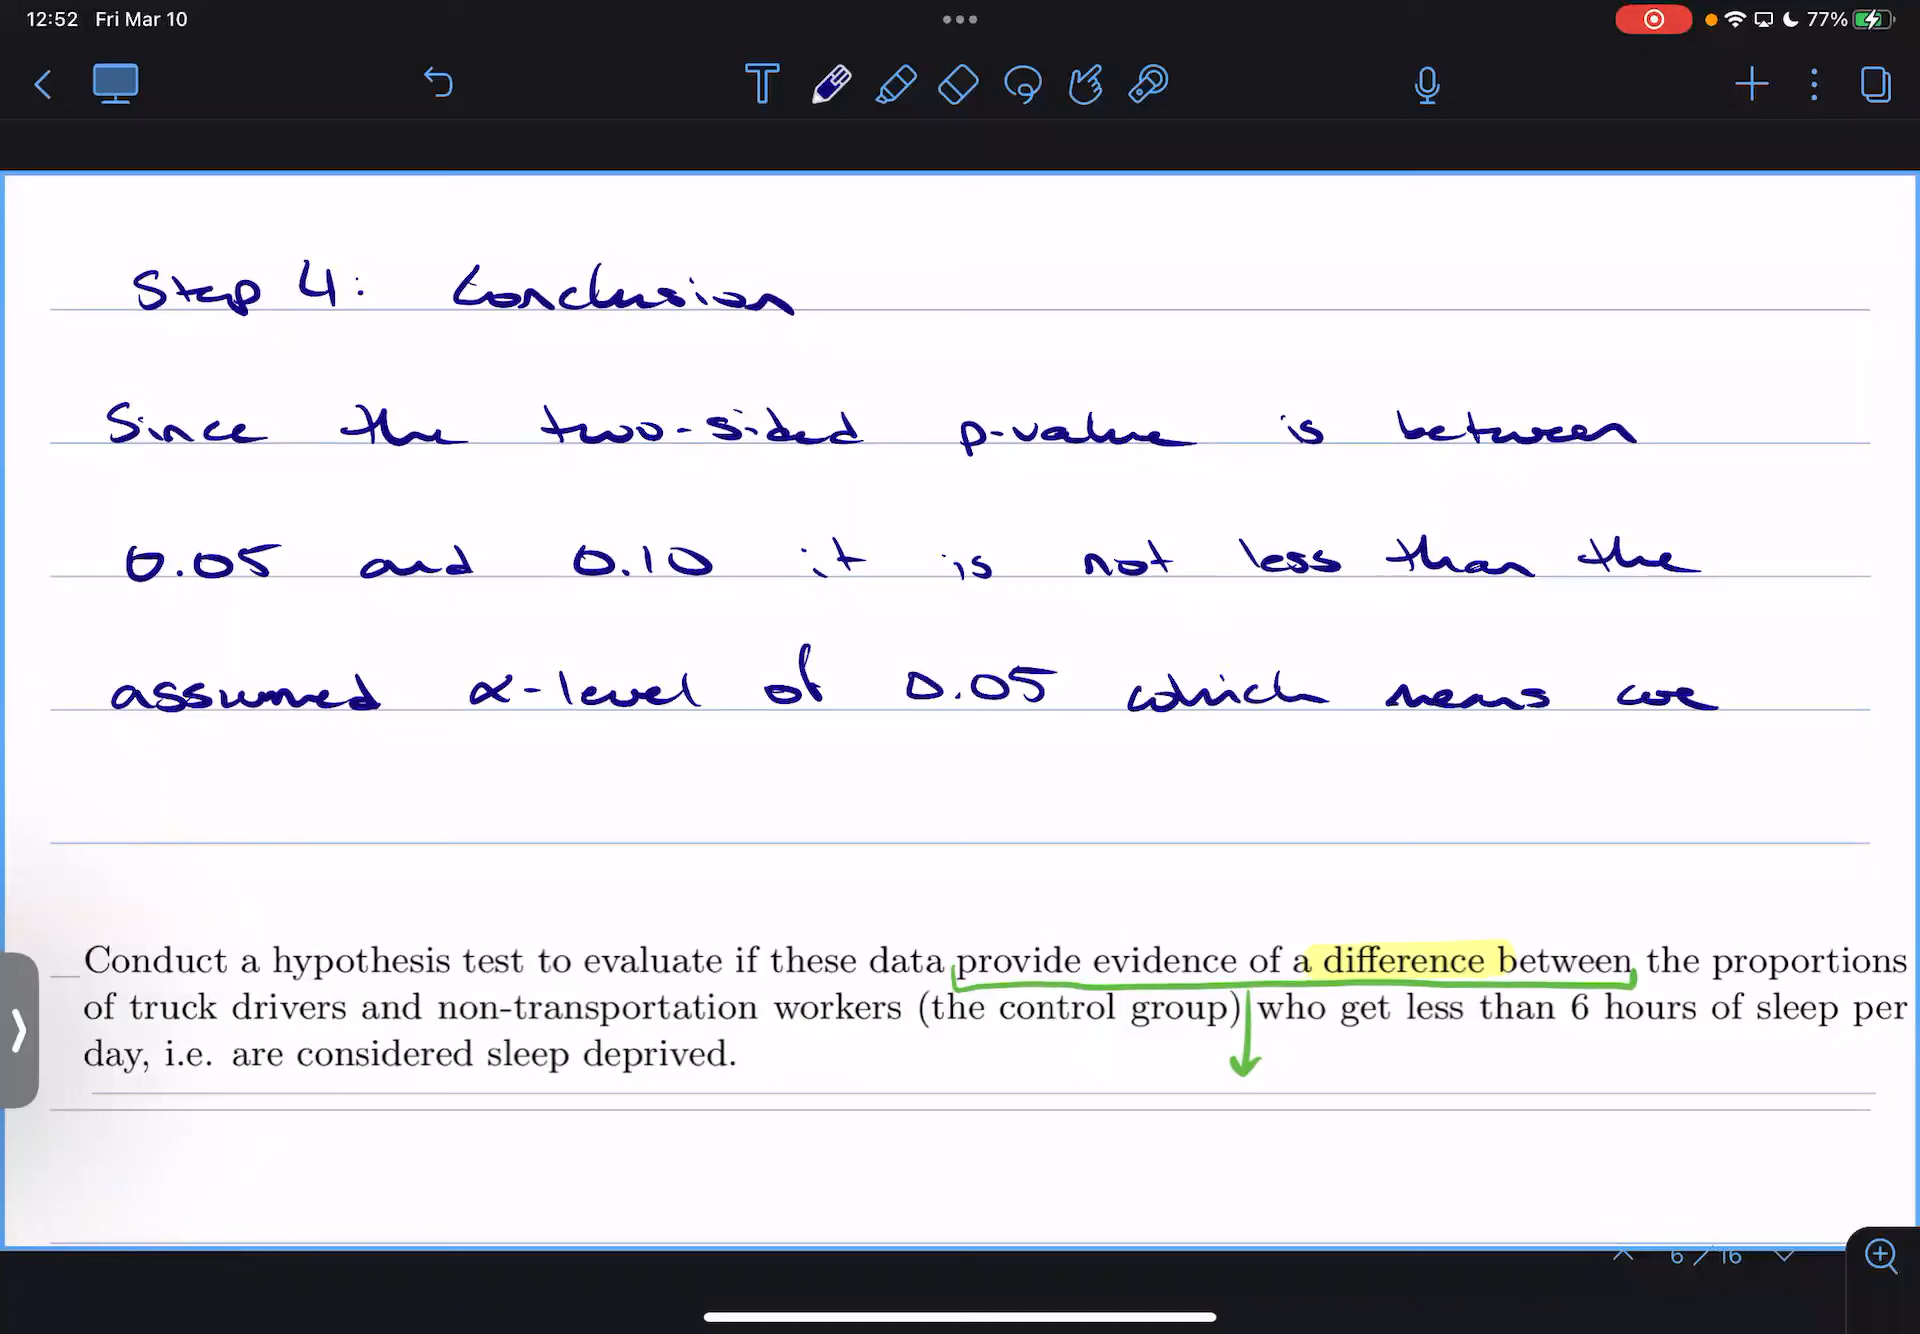 12:52 Fri Mar 10
77%
T
Step 4: Conclusion
Since the two-sided p-value is between
0.05 and 0.10 it is not less than the
assumed α-level of 0.05 which means we
Conduct a hypothesis test to evaluate if these data provide evidence of a difference between the proportions
of truck drivers and non-transportation workers (the control group) who get less than 6 hours of sleep per
day, i.e. are considered sleep deprived.
6 / 16